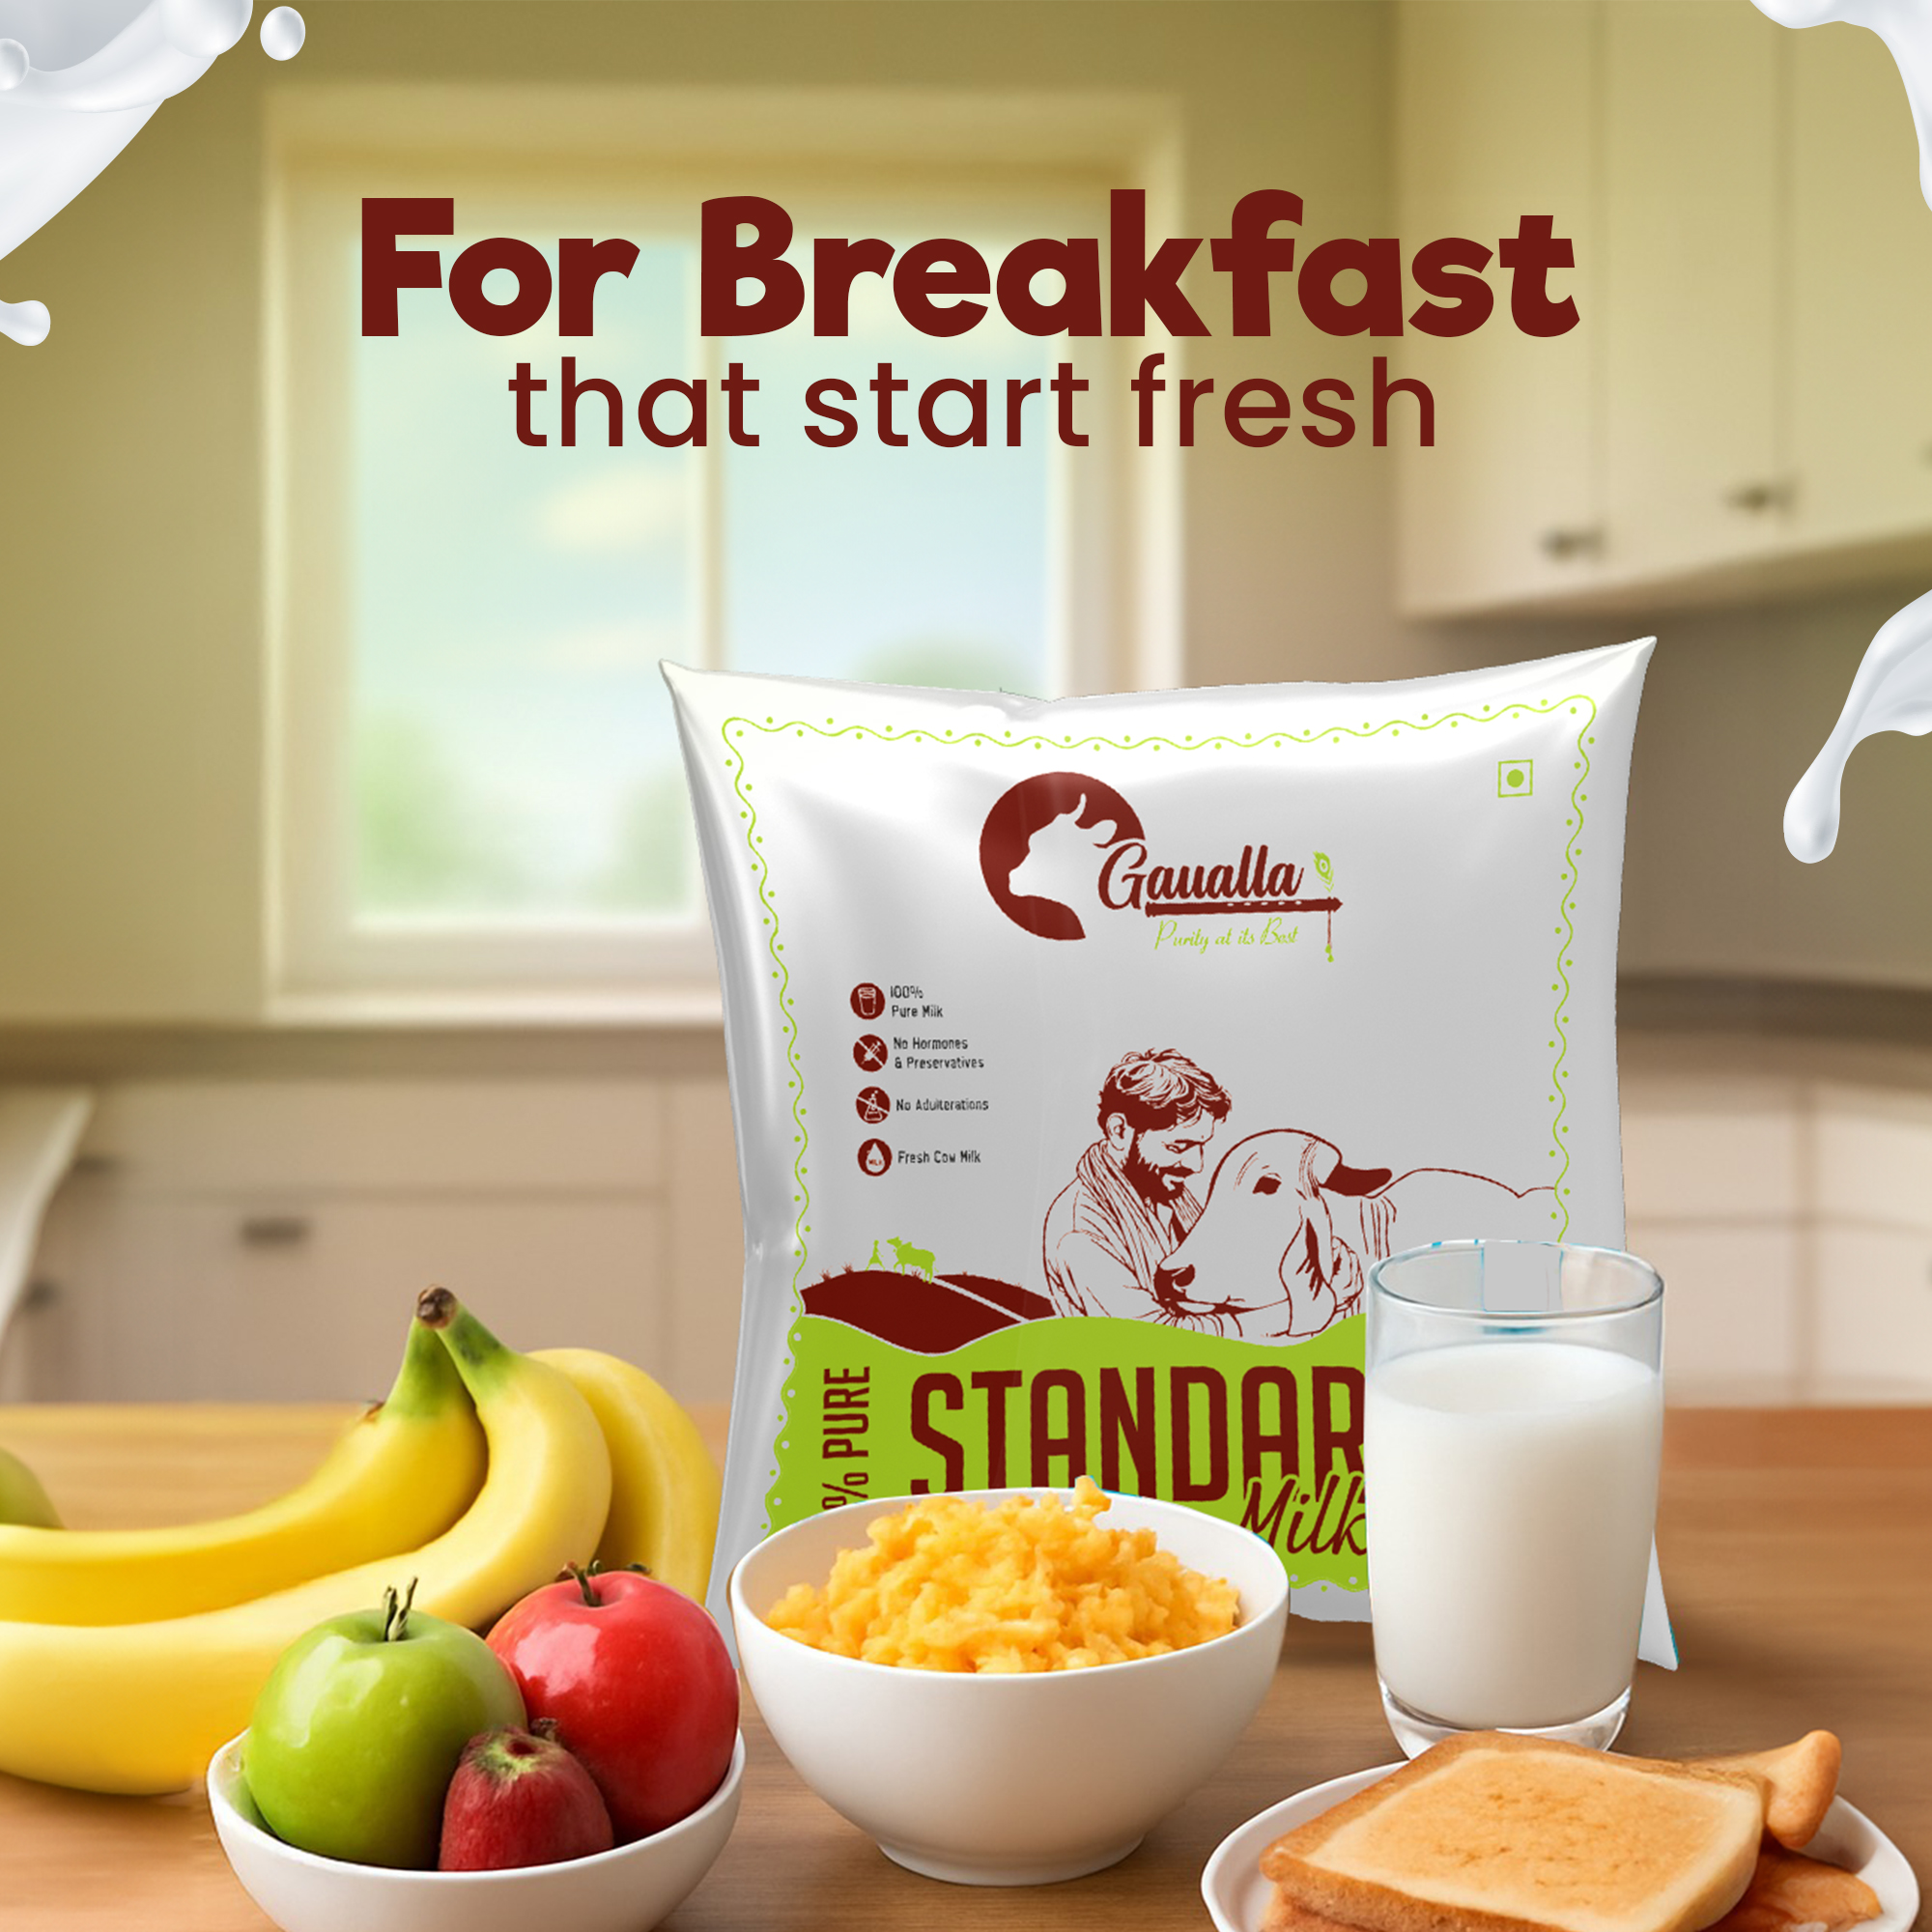 For Breakfast
that start fresh
Gaualla
Purity at its Best
100%
Pure Milk
No Hormones
& Preservatives
No Adulterations
Fresh Cow Milk
% PURE
STANDAR
Milk